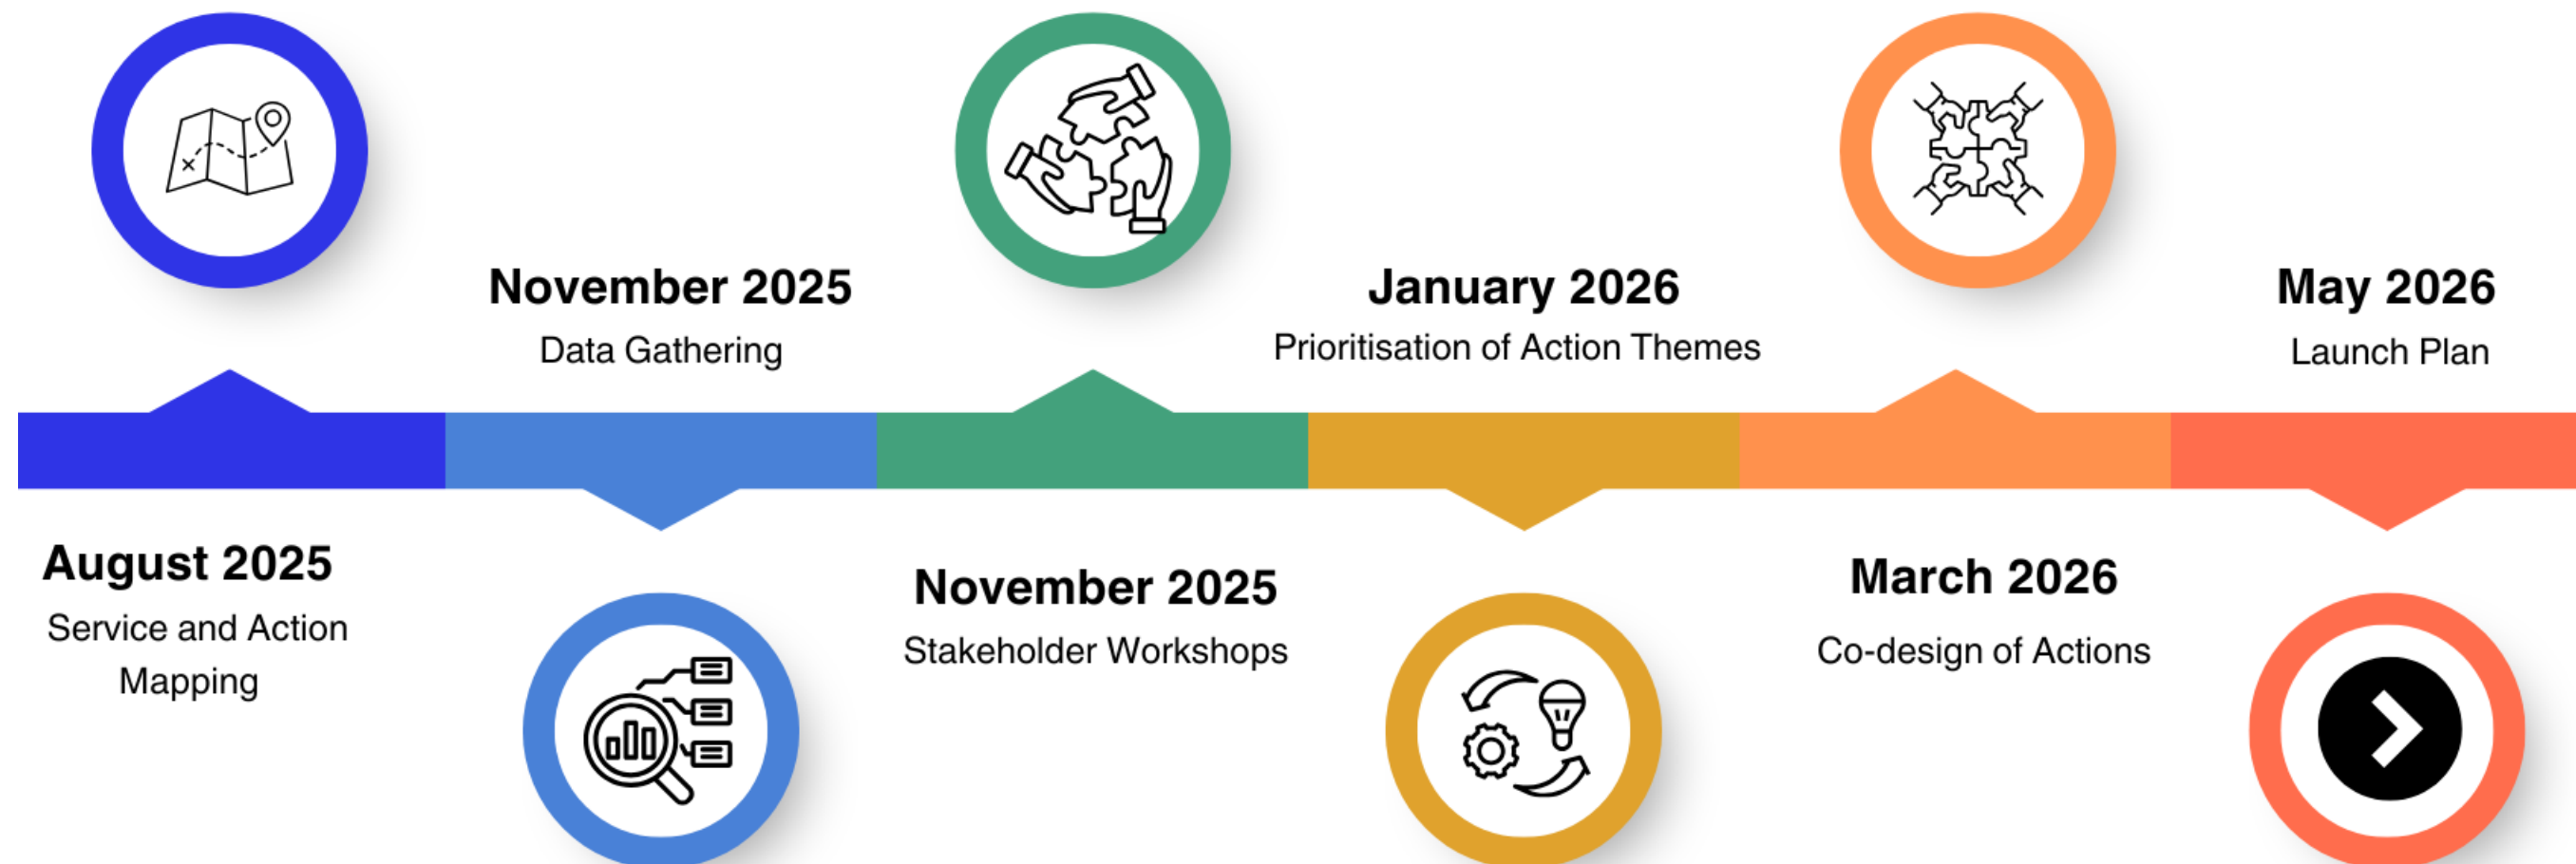 August 2025
Service and Action
Mapping
November 2025
Data Gathering
November 2025
Stakeholder Workshops
January 2026
Prioritisation of Action Themes
March 2026
Co-design of Actions
May 2026
Launch Plan